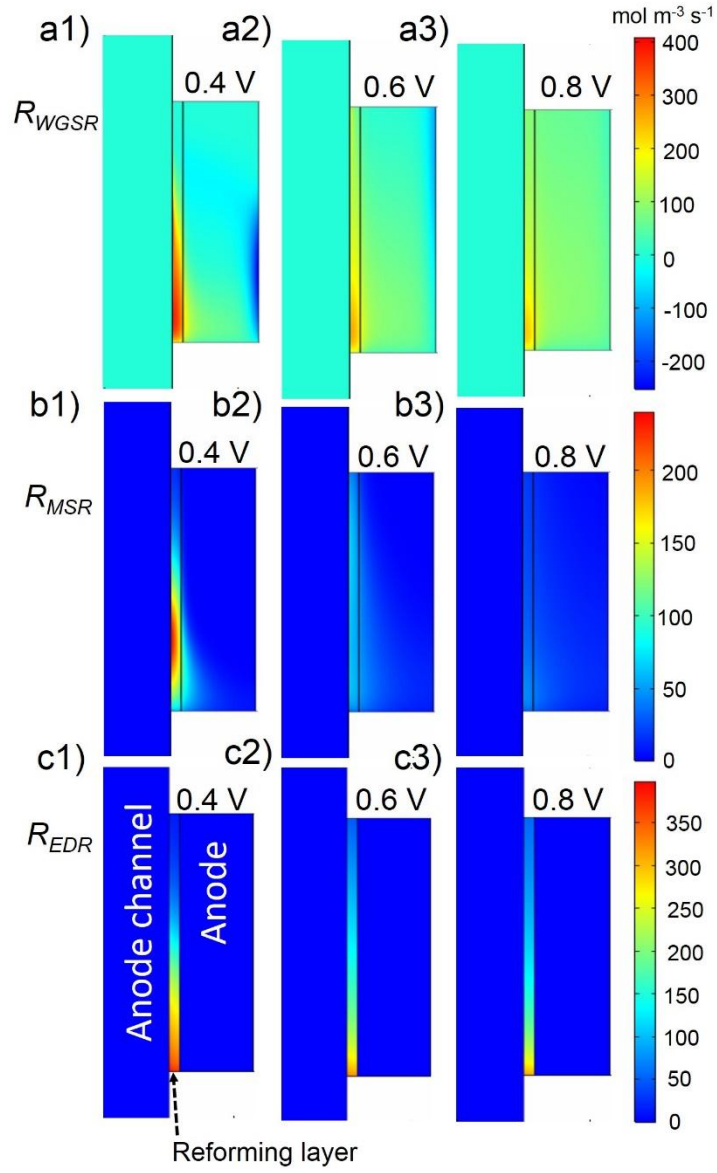 mol m⁻³ s⁻¹
a1) a2) a3)
0.4 V 0.6 V 0.8 V
R_WGSR
400
300
200
100
0
-100
-200
b1) b2) b3)
0.4 V 0.6 V 0.8 V
R_MSR
200
150
100
50
0
c1) c2) c3)
0.4 V 0.6 V 0.8 V
R_EDR
Anode channel
Anode
350
300
250
200
150
100
50
0
Reforming layer